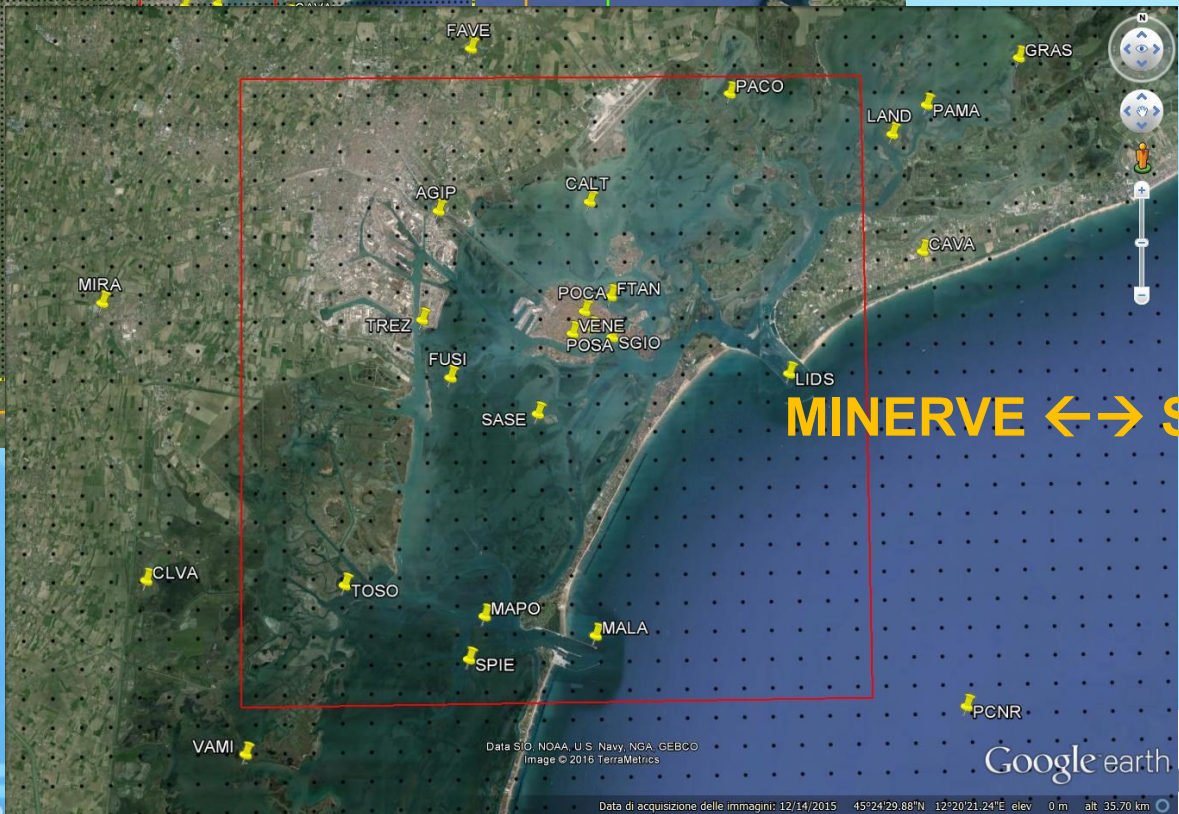 FAVE
GRAS
N
PACO
LAND
PAMA
CALT
AGIP
CAVA
MIRA
POCA
FTAN
TREZ
VENE
POSA
SGIO
FUSI
LIDS
MINERVE ←→ S
SASE
CLVA
TOSO
MAPO
MALA
SPIE
PCNR
VAMI
Data SIO, NOAA, U.S. Navy, NGA, GEBCO
Image © 2016 TerraMetrics
Google earth
Data di acquisizione delle immagini: 12/14/2015 45°24'29.88"N 12°20'21.24"E elev 0 m alt 35.70 km